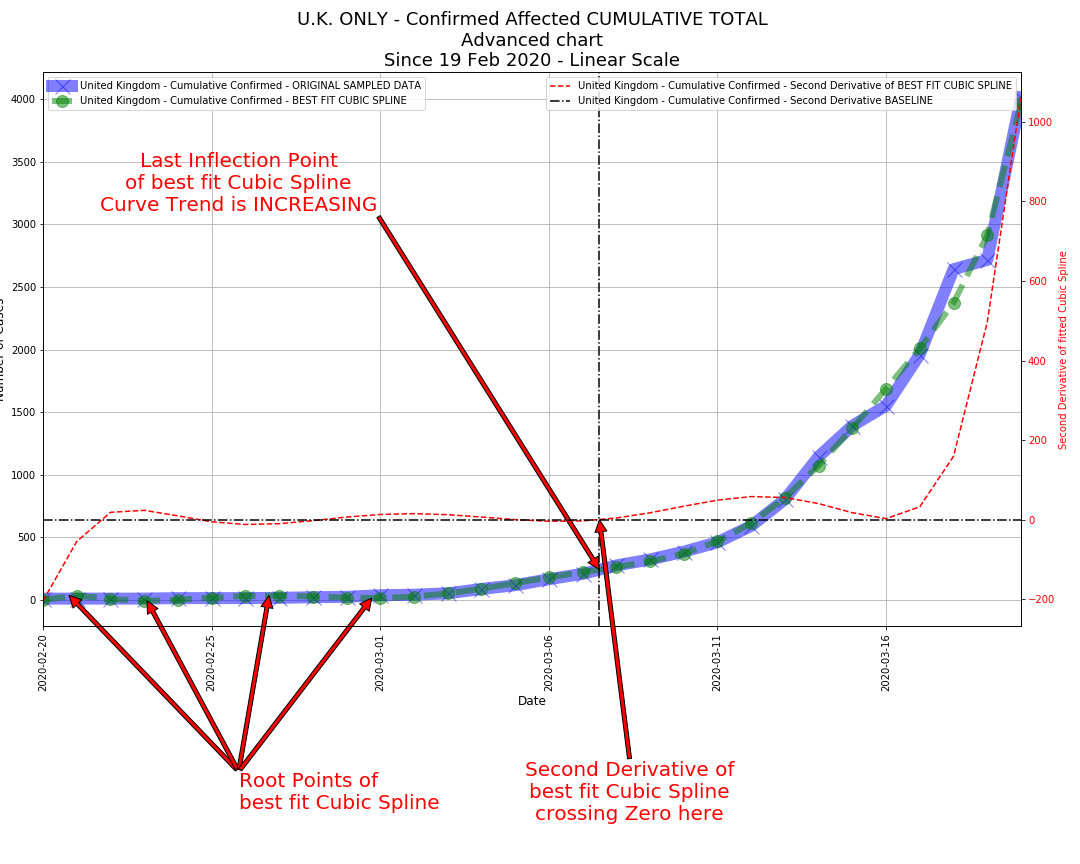 U.K. ONLY - Confirmed Affected CUMULATIVE TOTAL
Advanced chart
Since 19 Feb 2020 - Linear Scale
United Kingdom - Cumulative Confirmed - ORIGINAL SAMPLED DATA
United Kingdom - Cumulative Confirmed - BEST FIT CUBIC SPLINE
United Kingdom - Cumulative Confirmed - Second Derivative of BEST FIT CUBIC SPLINE
United Kingdom - Cumulative Confirmed - Second Derivative BASELINE
4000
3500
3000
2500
2000
1500
1000
500
0
1000
800
600
400
200
0
−200
Second Derivative of fitted Cubic Spline
Last Inflection Point
of best fit Cubic Spline
Curve Trend is INCREASING
2020-02-20
2020-02-25
2020-03-01
2020-03-06
2020-03-11
2020-03-16
Date
Root Points of
best fit Cubic Spline
Second Derivative of
best fit Cubic Spline
crossing Zero here